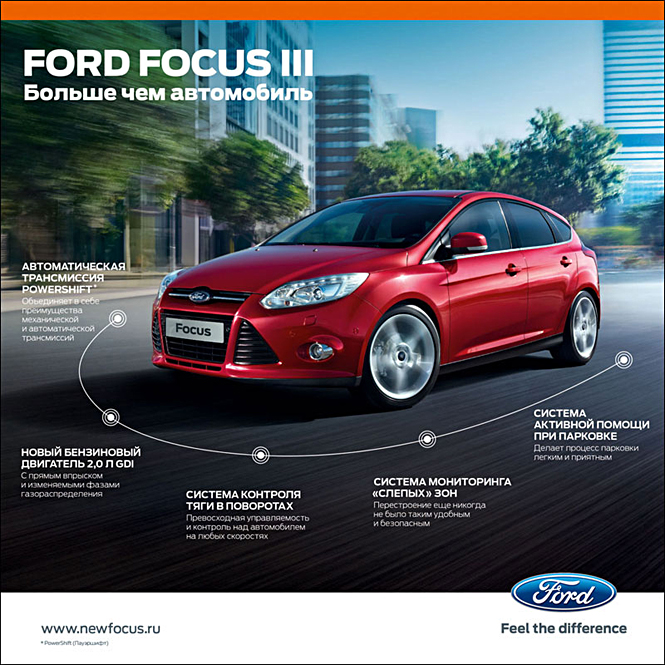 FORD FOCUS III
Больше чем автомобиль
АВТОМАТИЧЕСКАЯ
ТРАНСМИССИЯ
POWERSHIFT*
Объединяет в себе
преимущества
механической
и автоматической
трансмиссий
Focus
НОВЫЙ БЕНЗИНОВЫЙ
ДВИГАТЕЛЬ 2,0 Л GDI
С прямым впрыском
и изменяемыми фазами
газораспределения
СИСТЕМА КОНТРОЛЯ
ТЯГИ В ПОВОРОТАХ
Превосходная управляемость
и контроль над автомобилем
на любых скоростях
СИСТЕМА МОНИТОРИНГА
«СЛЕПЫХ» ЗОН
Перестроение еще никогда
не было таким удобным
и безопасным
СИСТЕМА
АКТИВНОЙ ПОМОЩИ
ПРИ ПАРКОВКЕ
Делает процесс парковки
легким и приятным
www.newfocus.ru
* PowerShift (Пауэршифт)
Ford
Feel the difference